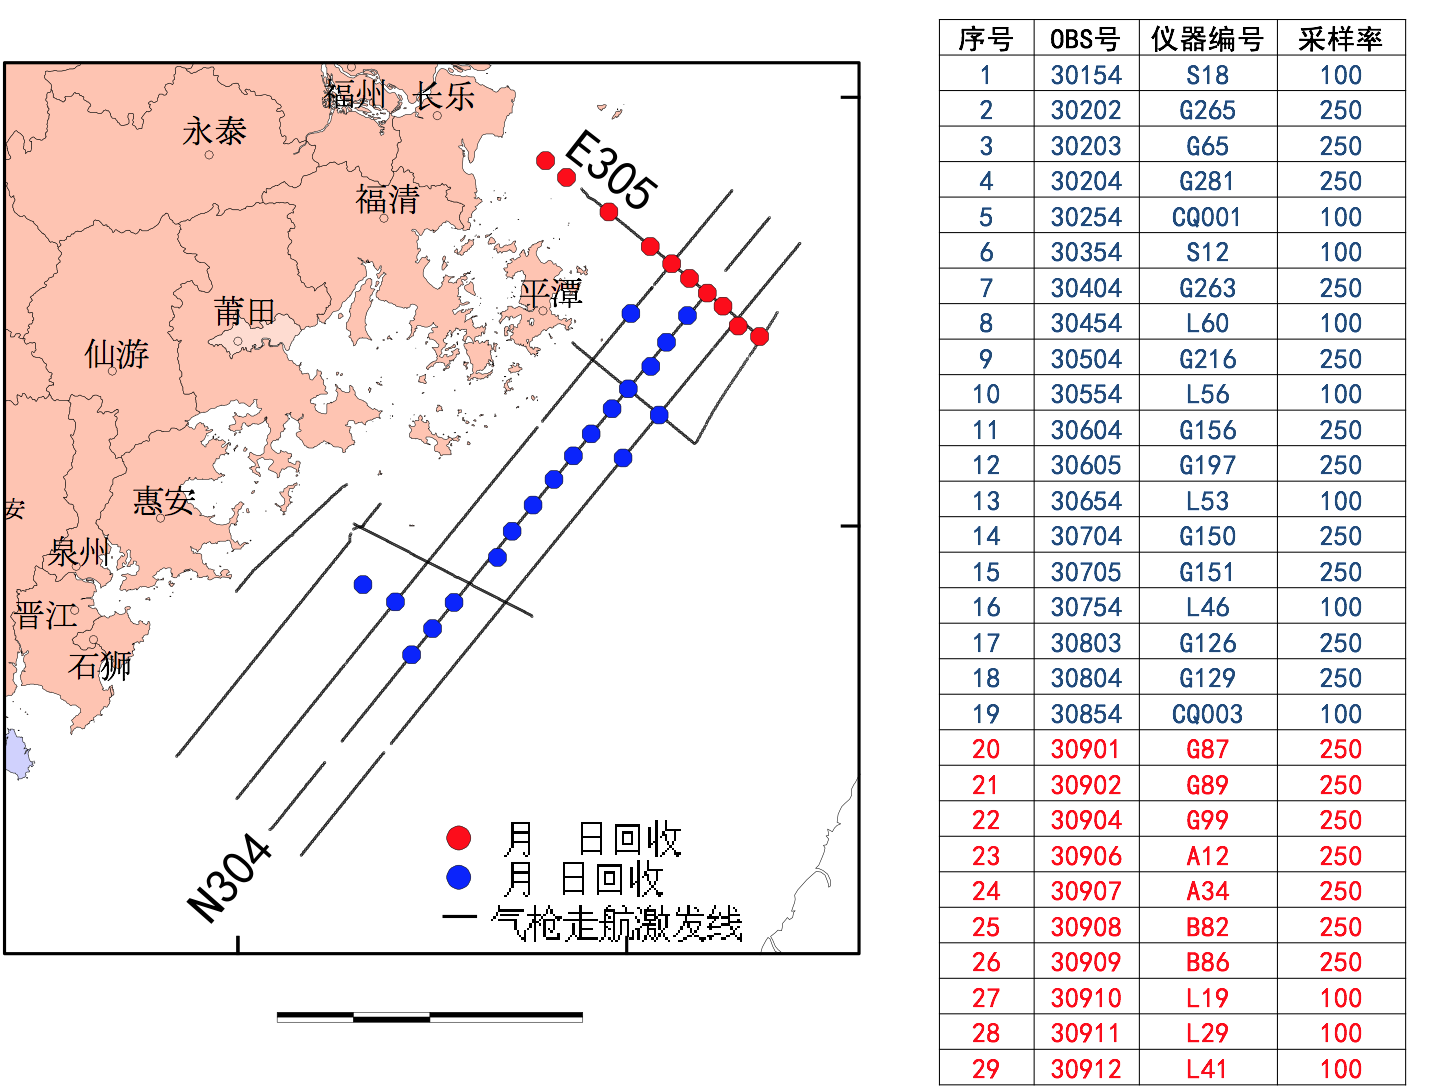 福州 长乐
永泰
E305
福清
平潭
莆田
仙游
惠安
安
泉州
晋江
石狮
N304
月 日回收
月 日回收
气枪走航激发线
序号 OBS号 仪器编号 采样率
1 30154 S18 100
2 30202 G265 250
3 30203 G65 250
4 30204 G281 250
5 30254 CQ001 100
6 30354 S12 100
7 30404 G263 250
8 30454 L60 100
9 30504 G216 250
10 30554 L56 100
11 30604 G156 250
12 30605 G197 250
13 30654 L53 100
14 30704 G150 250
15 30705 G151 250
16 30754 L46 100
17 30803 G126 250
18 30804 G129 250
19 30854 CQ003 100
20 30901 G87 250
21 30902 G89 250
22 30904 G99 250
23 30906 A12 250
24 30907 A34 250
25 30908 B82 250
26 30909 B86 250
27 30910 L19 100
28 30911 L29 100
29 30912 L41 100